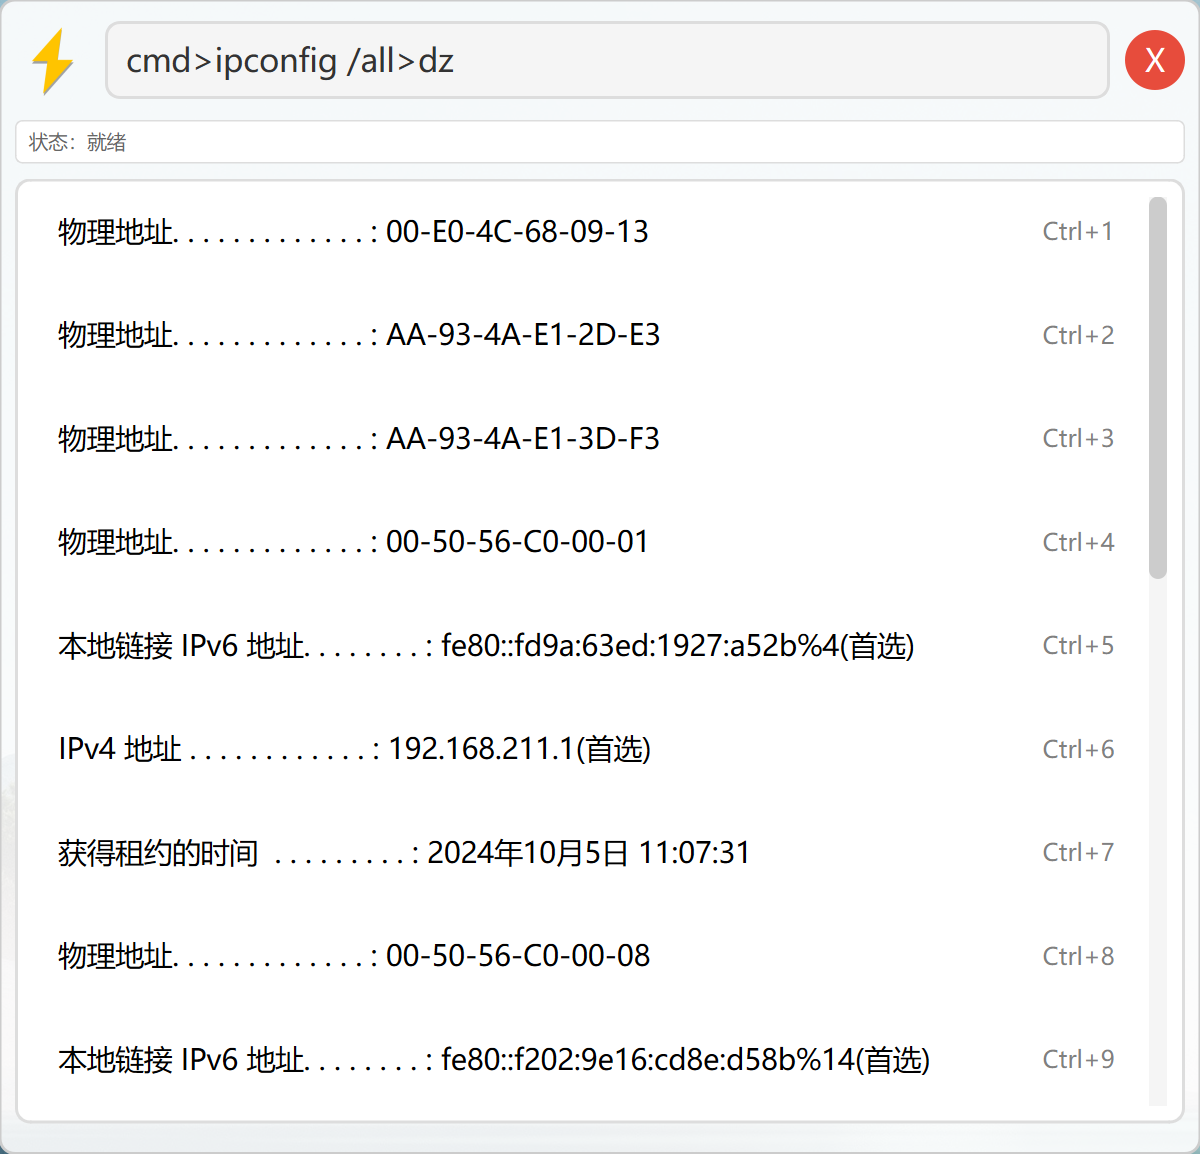 cmd>ipconfig /all>dz
X
状态：就绪
物理地址. . . . . . . . . . . . . : 00-E0-4C-68-09-13 Ctrl+1
物理地址. . . . . . . . . . . . . : AA-93-4A-E1-2D-E3 Ctrl+2
物理地址. . . . . . . . . . . . . : AA-93-4A-E1-3D-F3 Ctrl+3
物理地址. . . . . . . . . . . . . : 00-50-56-C0-00-01 Ctrl+4
本地链接 IPv6 地址. . . . . . . . : fe80::fd9a:63ed:1927:a52b%4(首选) Ctrl+5
IPv4 地址 . . . . . . . . . . . . : 192.168.211.1(首选) Ctrl+6
获得租约的时间  . . . . . . . . . : 2024年10月5日 11:07:31 Ctrl+7
物理地址. . . . . . . . . . . . . : 00-50-56-C0-00-08 Ctrl+8
本地链接 IPv6 地址. . . . . . . . : fe80::f202:9e16:cd8e:d58b%14(首选) Ctrl+9